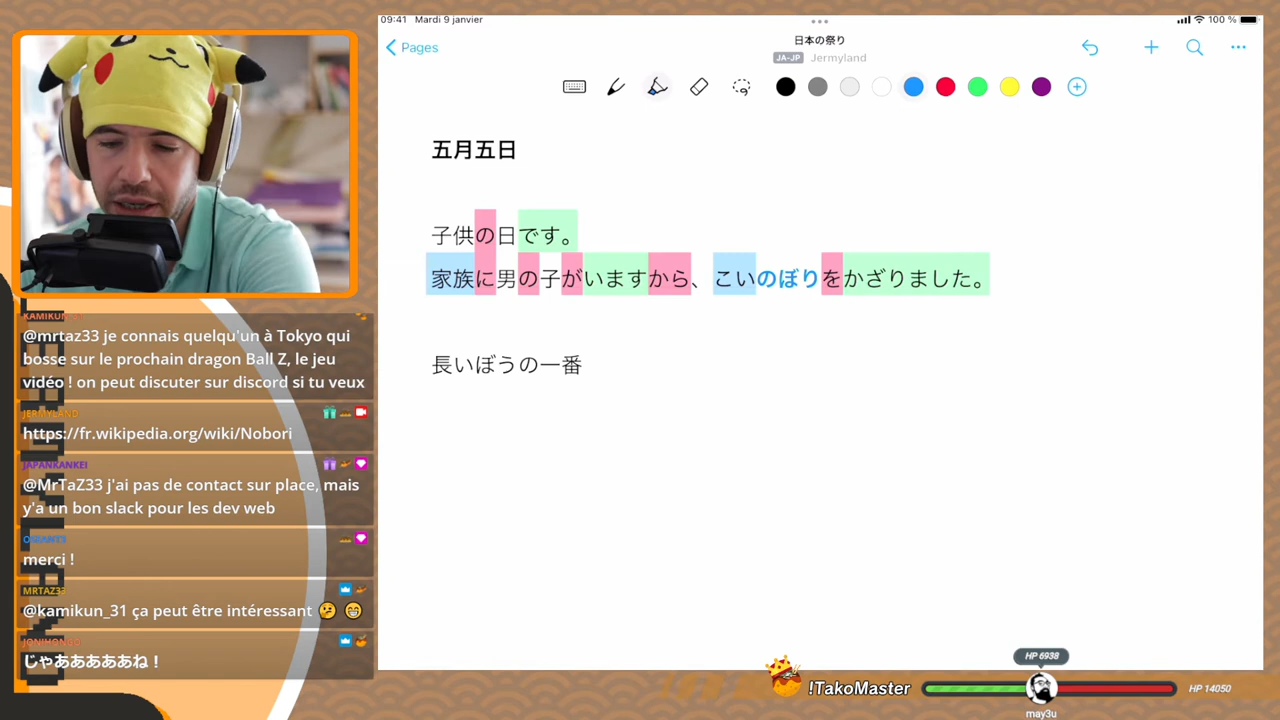 09:41 Mardi 9 janvier
100 %
Pages
日本の祭り
JA-JP Jermyland
五月五日
子供の日です。
家族に男の子がいますから、こいのぼりをかざりました。
長いぼうの一番
@mrtaz33 je connais quelqu'un à Tokyo qui
bosse sur le prochain dragon Ball Z, le jeu
vidéo ! on peut discuter sur discord si tu veux
JERMYLAND
https://fr.wikipedia.org/wiki/Nobori
JAPANKANKEI
@MrTaZ33 j'ai pas de contact sur place, mais
y'a un bon slack pour les dev web
merci !
MRTAZ33
@kamikun_31 ça peut être intéressant 🤔 😁
JONIHONGO
じゃあああああね！
HP 6938
!TakoMaster
HP 14050
may3u